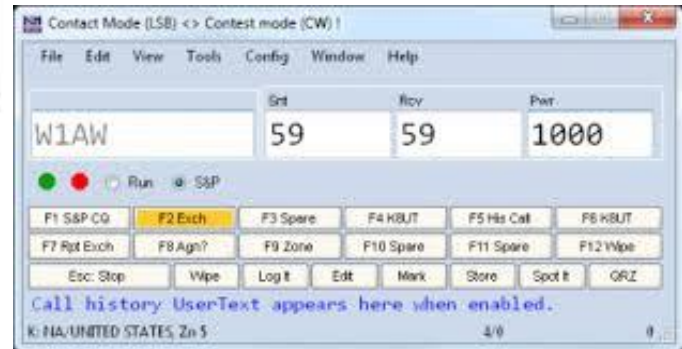 Contact Mode (LSB) <> Contest mode (CW) !
File Edit View Tools Config Window Help
Snt Rcv Pwr
W1AW 59 59 1000
Run S&P
F1 S&P CQ F2 Exch F3 Spare F4 K8UT F5 His Call F6 K8UT
F7 Rpt Exch F8 Agn? F9 Zone F10 Spare F11 Spare F12 Wipe
Esc: Stop Wipe Log It Edit Mark Store Spot It QRZ
Call history UserText appears here when enabled.
K: NA/UNITED STATES, Zn 5 4/0 0